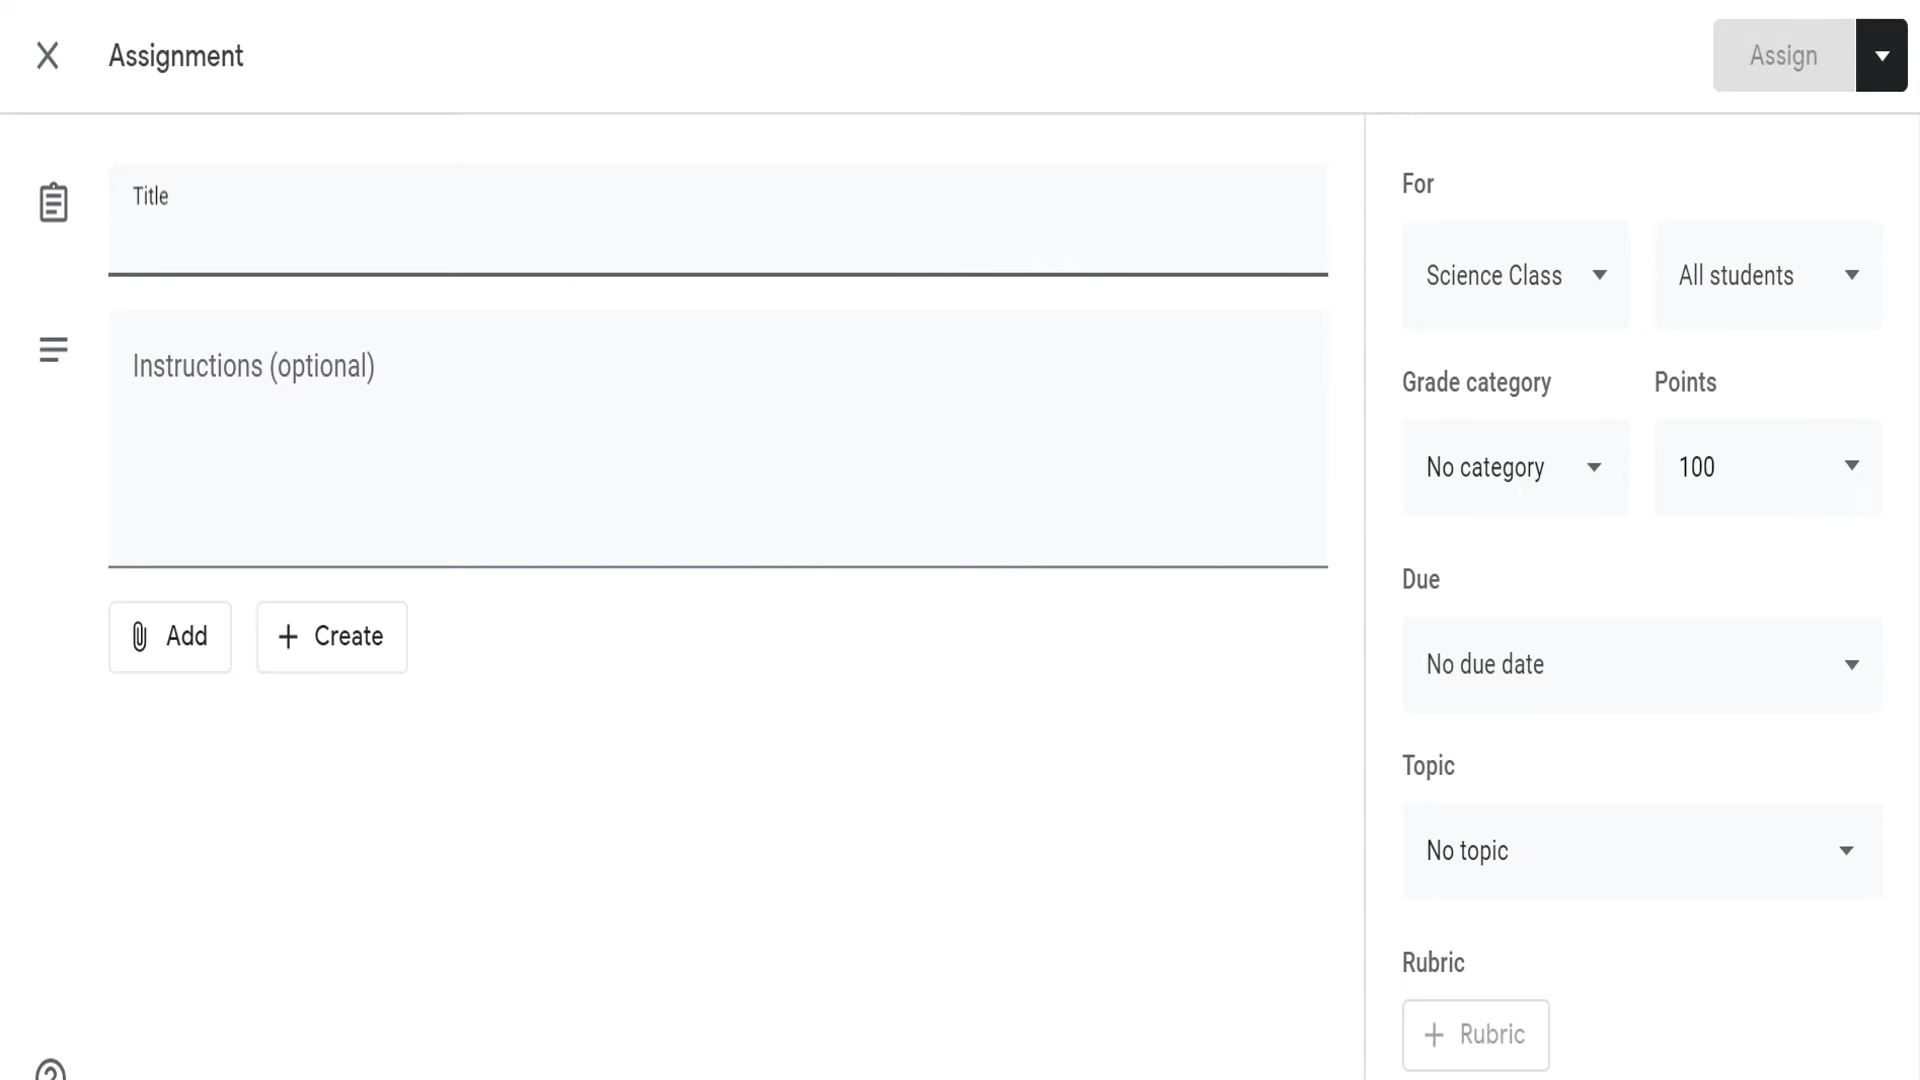 Assignment
Assign
Title
Instructions (optional)
Add
Create
For
Science Class
All students
Grade category
Points
No category
100
Due
No due date
Topic
No topic
Rubric
Rubric